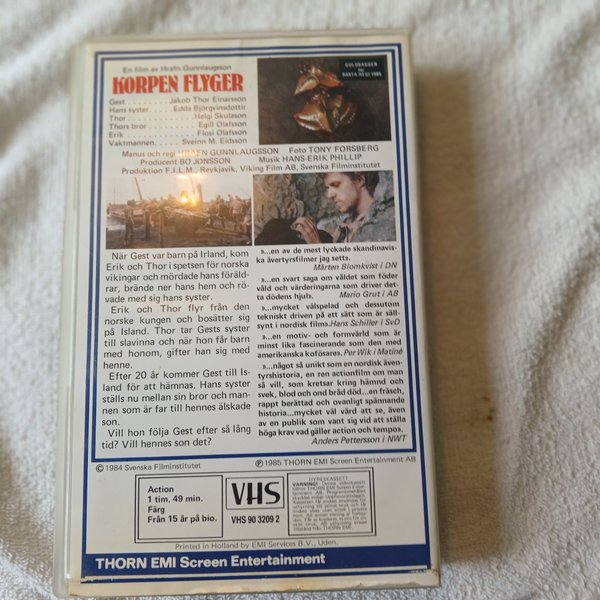 En film av Hrafn Gunnlaugsson
KORPEN FLYGER
GULDBAGGEN
för
BÄSTA REGI 1985
Gest Jakob Thor Einarsson
Hans syster Edda Björgvinsdottir
Thor Helgi Skulason
Thors bror Egill Olafsson
Erik Flosi Olafsson
Vaktmannen Sveinn M. Eidsson
Manus och regi HRAFN GUNNLAUGSSON Foto TONY FORSBERG
Producent BO JONSSON Musik HANS-ERIK PHILLIP
Produktion F.I.L.M., Reykjavik, Viking Film AB, Svenska Filminstitutet
När Gest var barn på Irland, kom
Erik och Thor i spetsen för norska
vikingar och mördade hans föräld-
rar, brände ner hans hem och rö-
vade med sig hans syster.
Erik och Thor flyr från den
norske kungen och bosätter sig
på Island. Thor tar Gests syster
till slavinna och när hon får barn
med honom, gifter han sig med
henne.
Efter 20 år kommer Gest till Is-
land för att hämnas. Hans syster
ställs nu mellan sin bror och man-
nen som är far till hennes älskade
son.
Vill hon följa Gest efter så lång
tid? Vill hennes son det?
»...en av de mest lyckade skandinavis-
ka ävertyrsfilmer jag setts.
Mårten Blomkvist i DN
»...en svart saga om våldet som föder
våld och värderingarna som driver det-
ta dödens hjul». Mario Grut i AB
»...mycket välspelad och dessutom
tekniskt driven på ett sätt som är säll-
synt i nordisk film». Hans Schiller i SvD
»...en motiv- och formvärld som är
minst lika fascinerande som den med
amerikanska kofösare». Per Wik i Matiné
»...något så unikt som en nordisk även-
tyrshistoria, en ren actionfilm om man
så vill, som kretsar kring hämnd och
svek, blod och ond bråd död...en fräsch,
rappt berättad och ovanligt spännande
historia...mycket väl värd att se, även
av en publik som vant sig vid att ställa
höga krav vad gäller action och tempo».
Anders Pettersson i NWT
© 1984 Svenska Filminstitutet
℗ 1985 THORN EMI Screen Entertainment AB
Action
1 tim, 49 min.
Färg
Från 15 år på bio.
VHS
VHS 90 3209 2
HYRESKASSETT
VARNING!
Printed in Holland by EMI Services B.V., Uden.
THORN EMI Screen Entertainment